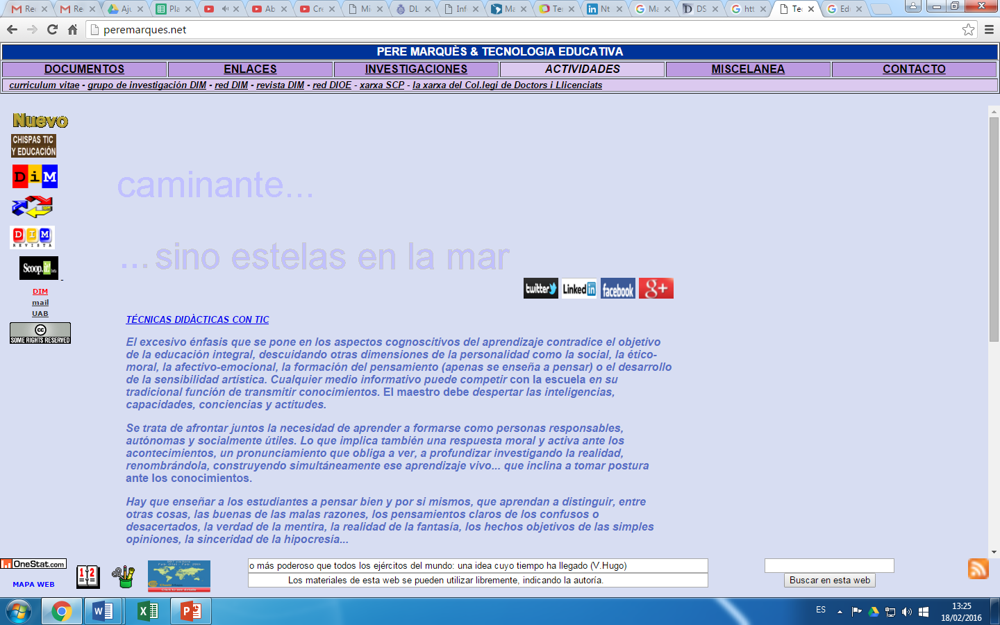 Re
Re
Aju
Pla
Ab
Cre
Mi
DL
Inf
Ma
Te
Nt
Ma
DS
htt
Te
Ed
peremarques.net
PERE MARQUÈS & TECNOLOGIA EDUCATIVA
DOCUMENTOS ENLACES INVESTIGACIONES ACTIVIDADES MISCELANEA CONTACTO
curriculum vitae - grupo de investigación DIM - red DIM - revista DIM - red DIOE - xarxa SCP - la xarxa del Col.legi de Doctors i Llicenciats
Nuevo
CHISPAS TIC
Y EDUCACIÓN
DiM
DIM
REVISTA
Scoop.it!
DIM
mail
UAB
cc
SOME RIGHTS RESERVED
caminante...
... sino estelas en la mar
twitter Linked in facebook g+
TÉCNICAS DIDÀCTICAS CON TIC
El excesivo énfasis que se pone en los aspectos cognoscitivos del aprendizaje contradice el objetivo
de la educación integral, descuidando otras dimensiones de la personalidad como la social, la ético-
moral, la afectivo-emocional, la formación del pensamiento (apenas se enseña a pensar) o el desarrollo
de la sensibilidad artística. Cualquier medio informativo puede competir con la escuela en su
tradicional función de transmitir conocimientos. El maestro debe despertar las inteligencias,
capacidades, conciencias y actitudes.
Se trata de afrontar juntos la necesidad de aprender a formarse como personas responsables,
autónomas y socialmente útiles. Lo que implica también una respuesta moral y activa ante los
acontecimientos, un pronunciamiento que obliga a ver, a profundizar investigando la realidad,
renombrándola, construyendo simultáneamente ese aprendizaje vivo... que inclina a tomar postura
ante los conocimientos.
Hay que enseñar a los estudiantes a pensar bien y por si mismos, que aprendan a distinguir, entre
otras cosas, las buenas de las malas razones, los pensamientos claros de los confusos o
desacertados, la verdad de la mentira, la realidad de la fantasía, los hechos objetivos de las simples
opiniones, la sinceridad de la hipocresía...
OneStat.com
MAPA WEB
1 2
o más poderoso que todos los ejércitos del mundo: una idea cuyo tiempo ha llegado (V.Hugo)
Los materiales de esta web se pueden utilizar libremente, indicando la autoría.
Buscar en esta web
ES
13:25
18/02/2016